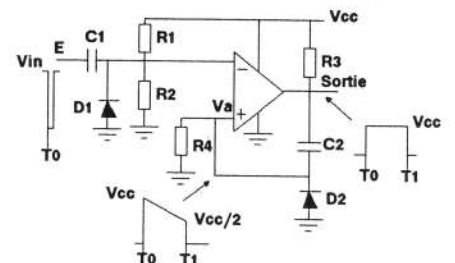 Vcc
E C1 R1
Vin R3
− Sortie
D1 R2 Va
+ Vcc
T0 R4 C2
T0 T1
Vcc D2
Vcc/2
T0 T1